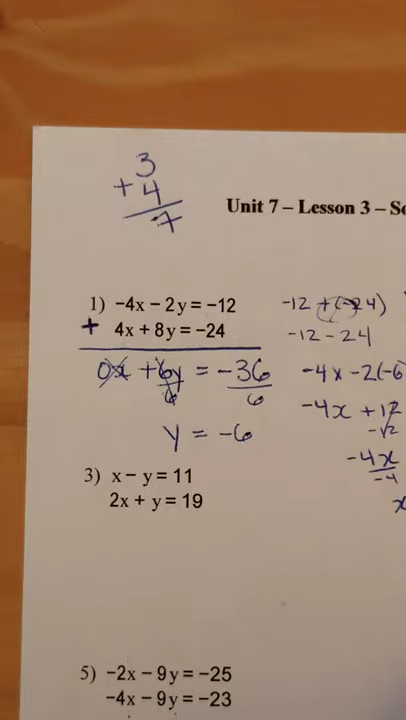 3
+ 4
7
Unit 7 – Lesson 3 – So
1) -4x – 2y = -12
+ 4x + 8y = -24
0x + 6y = -36
6 6
y = -6
-12 + (-24)
-12 - 24
-4x - 2(-6
-4x + 12
-12
-4x
-4
x
3) x – y = 11
2x + y = 19
5) -2x – 9y = -25
-4x – 9y = -23